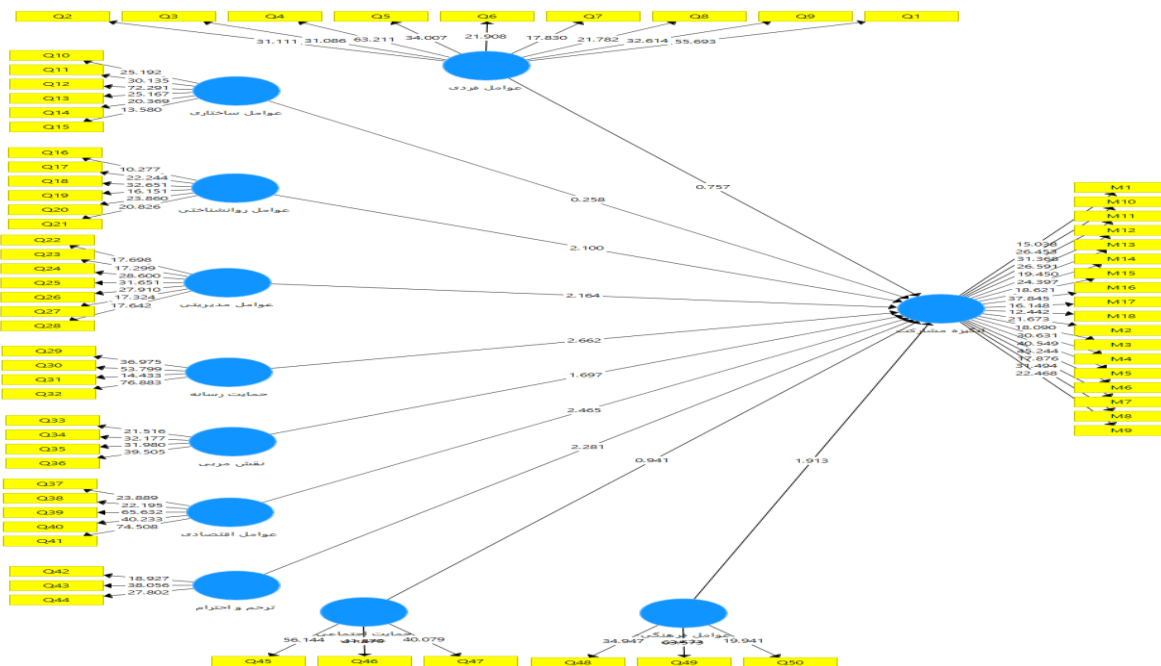 Q2 Q3 Q4 Q5 Q6 Q7 Q8 Q9 Q1
31.111 31.086 63.211 34.007 21.908 17.830 21.782 32.614 55.693
عوامل فردی
Q10
Q11
Q12
Q13
Q14
Q15
25.192
30.135
72.291
25.167
20.369
13.580
عوامل ساختاری
Q16
Q17
Q18
Q19
Q20
Q21
10.277
22.244
32.651
16.151
23.860
20.826
عوامل روانشناختی
Q22
Q23
Q24
Q25
Q26
Q27
Q28
17.698
17.299
28.600
31.651
27.910
17.324
17.642
عوامل مدیریتی
Q29
Q30
Q31
Q32
36.975
53.799
14.433
76.883
حمایت رسانه
Q33
Q34
Q35
Q36
21.516
32.177
31.980
39.505
نقش مربی
Q37
Q38
Q39
Q40
Q41
23.889
22.195
65.632
40.233
74.508
عوامل اقتصادی
Q42
Q43
Q44
18.927
38.056
27.802
ترحم و احترام
حمایت اجتماعی
56.144 40.079
Q45 Q46 Q47
عوامل فرهنگی
34.947 19.941
Q48 Q49 Q50
0.757
0.258
2.100
2.164
2.662
1.697
2.465
2.281
0.941
1.913
انگیزه مشارکت
15.038
26.453
31.368
26.591
19.450
24.397
18.621
37.845
16.148
12.442
21.673
18.090
40.549
45.244
17.876
31.494
22.468
M1
M10
M11
M12
M13
M14
M15
M16
M17
M18
M2
M3
M4
M5
M6
M7
M8
M9